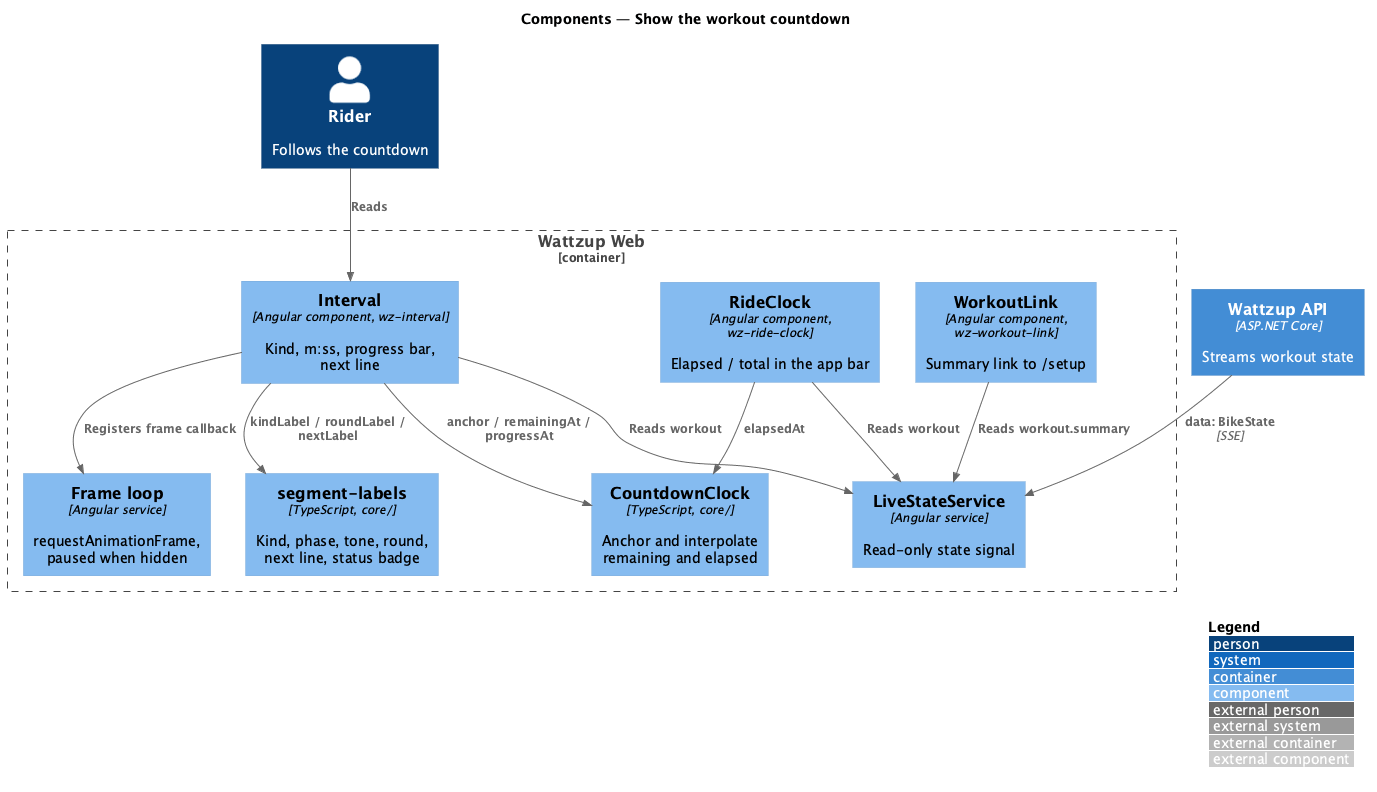 Components — Show the workout countdown
Rider
Follows the countdown
Reads
Wattzup Web
[container]
Interval
[Angular component, wz-interval]
Kind, m:ss, progress bar,
next line
RideClock
[Angular component,
wz-ride-clock]
Elapsed / total in the app bar
WorkoutLink
[Angular component,
wz-workout-link]
Summary link to /setup
Wattzup API
[ASP.NET Core]
Streams workout state
Registers frame callback
kindLabel / roundLabel /
nextLabel
anchor / remainingAt /
progressAt
Reads workout
elapsedAt
Reads workout
Reads workout.summary
data: BikeState
[SSE]
Frame loop
[Angular service]
requestAnimationFrame,
paused when hidden
segment-labels
[TypeScript, core/]
Kind, phase, tone, round,
next line, status badge
CountdownClock
[TypeScript, core/]
Anchor and interpolate
remaining and elapsed
LiveStateService
[Angular service]
Read-only state signal
Legend
person
system
container
component
external person
external system
external container
external component